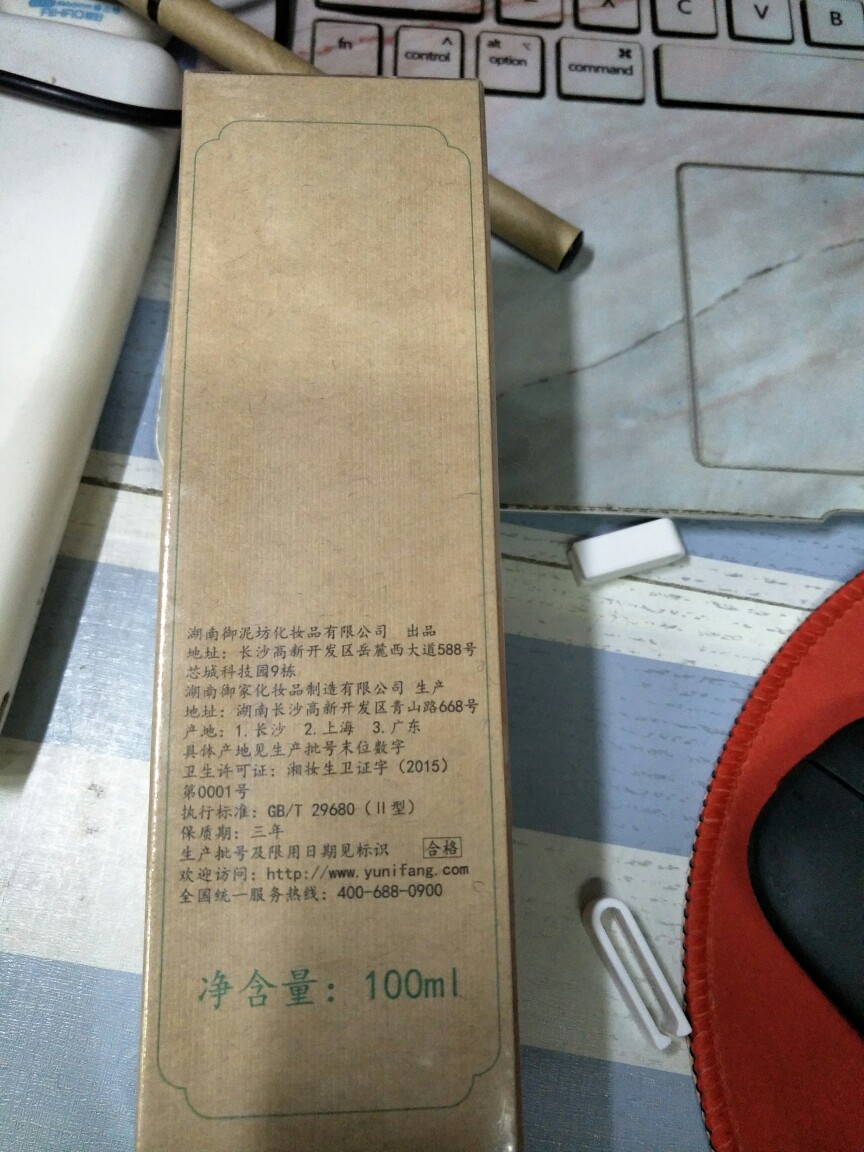 fn
control
alt
option
⌘
command
X
C
V
B
湖南御泥坊化妆品有限公司 出品
地址：长沙高新开发区岳麓西大道588号
芯城科技园9栋
湖南御家化妆品制造有限公司 生产
地址：湖南长沙高新开发区青山路668号
产地：1.长沙 2.上海 3.广东
具体产地见生产批号末位数字
卫生许可证：湘妆生卫证字（2015）
第0001号
执行标准：GB/T 29680（Ⅱ型）
保质期：三年
生产批号及限用日期见标识 合格
欢迎访问：http://www.yunifang.com
全国统一服务热线：400-688-0900
净含量：100ml